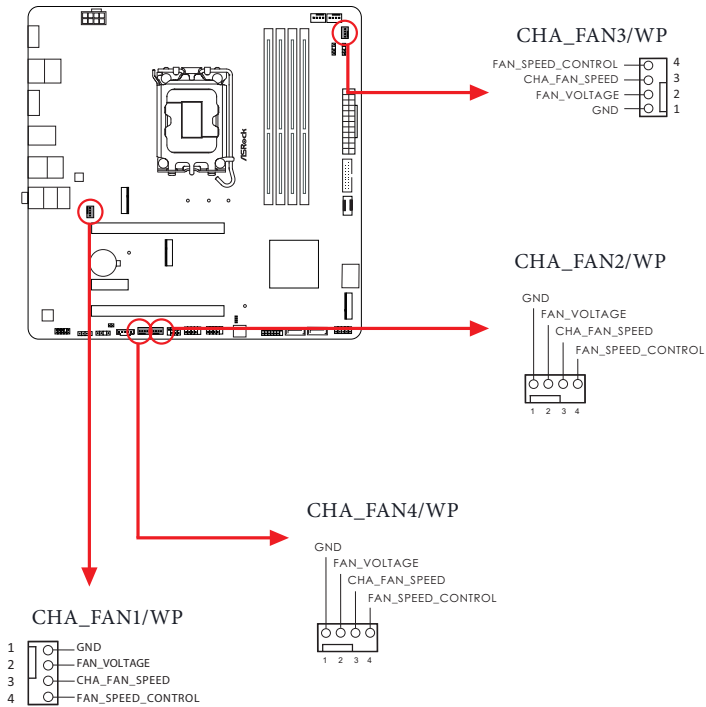 CHA_FAN3/WP
FAN_SPEED_CONTROL 4
CHA_FAN_SPEED 3
FAN_VOLTAGE 2
GND 1
ASRock
CHA_FAN2/WP
GND
FAN_VOLTAGE
CHA_FAN_SPEED
FAN_SPEED_CONTROL
1 2 3 4
CHA_FAN4/WP
GND
FAN_VOLTAGE
CHA_FAN_SPEED
FAN_SPEED_CONTROL
1 2 3 4
CHA_FAN1/WP
1 GND
2 FAN_VOLTAGE
3 CHA_FAN_SPEED
4 FAN_SPEED_CONTROL